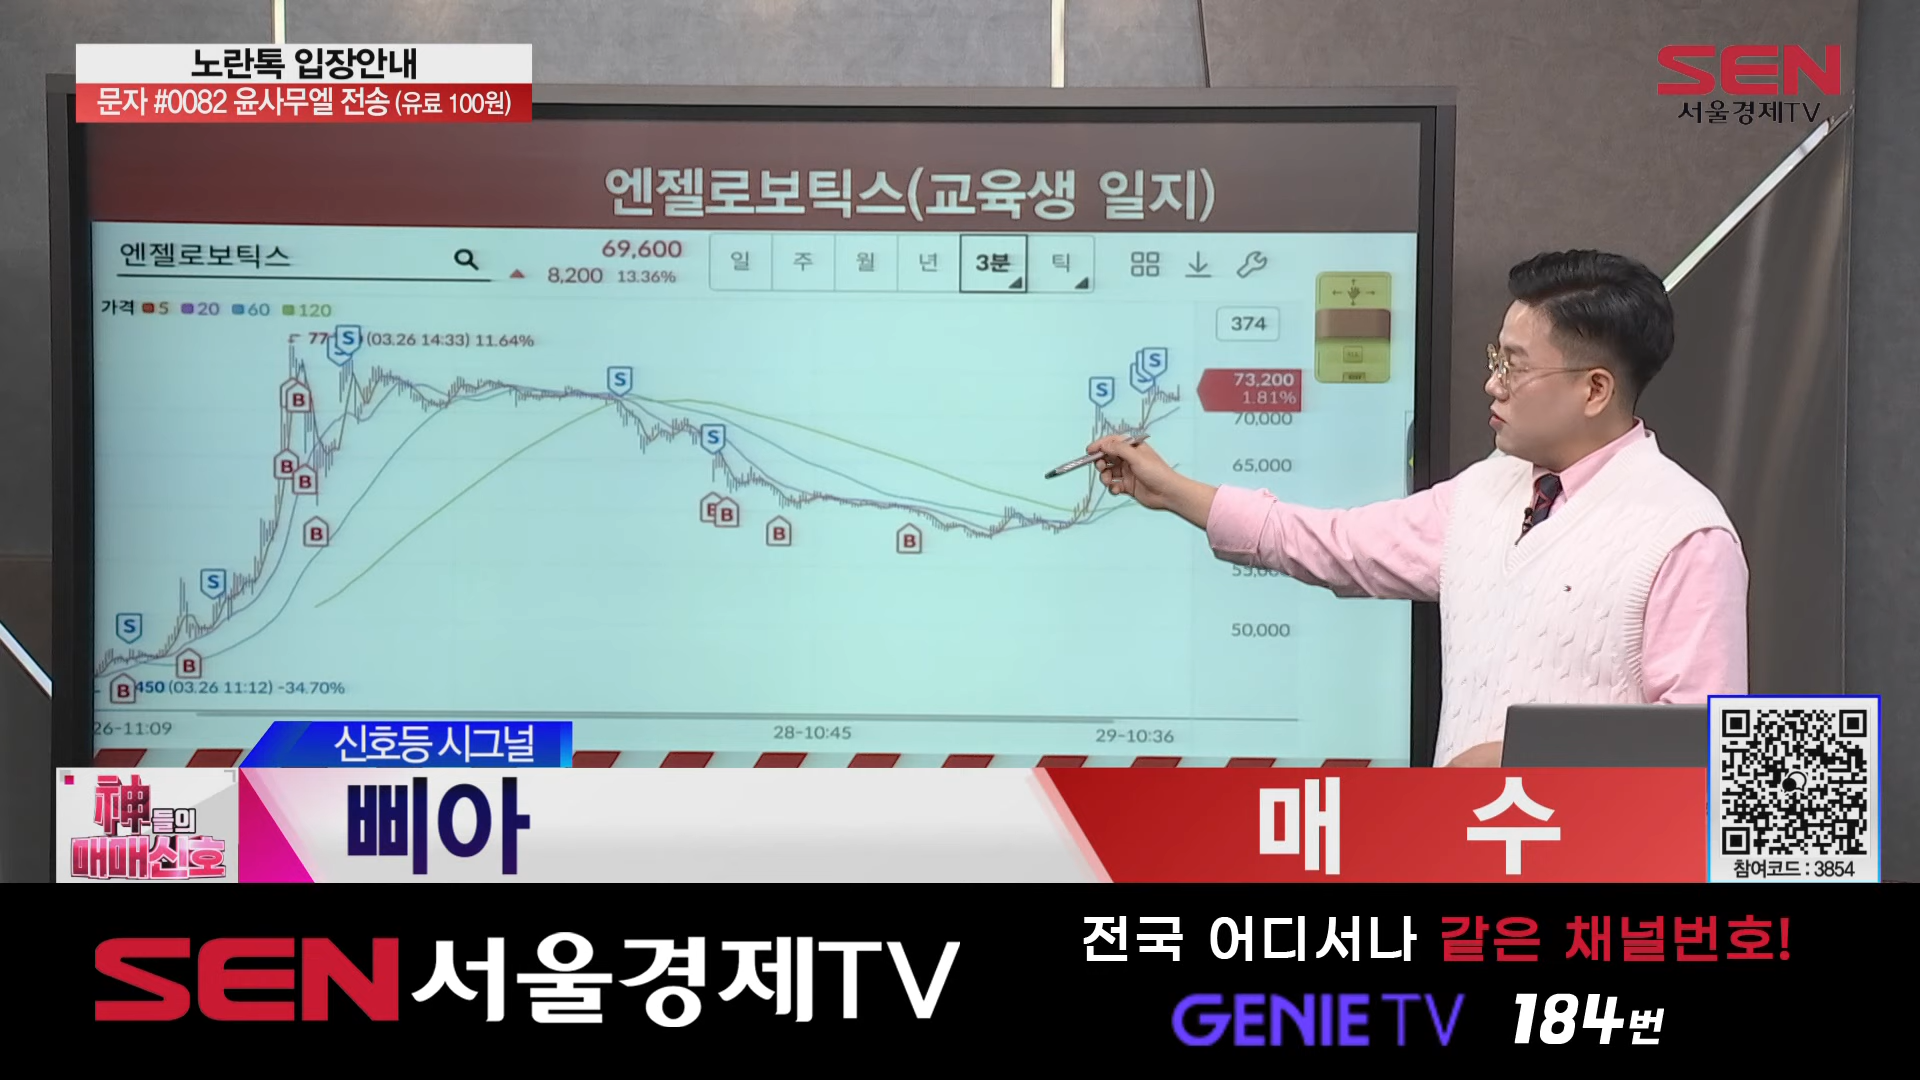 노란톡 입장안내
문자 #0082 윤사무엘 전송 (유료 100원)
SEN
서울경제TV
엔젤로보틱스(교육생 일지)
엔젤로보틱스
69,600
▲ 8,200 13.36%
일 주 월 년 3분 틱
가격 5 20 60 120
374
(03.26 14:33) 11.64%
S
S
S
S
S
S
S
B
B
B
B
B
B
B
B
B
B
73,200
1.81%
70,000
65,000
50,000
450 (03.26 11:12) -34.70%
26-11:09
28-10:45
29-10:36
신호등 시그널
神들의
매매신호
삐아
매 수
참여코드 : 3854
SEN 서울경제TV
전국 어디서나 같은 채널번호!
GENIE TV 184번